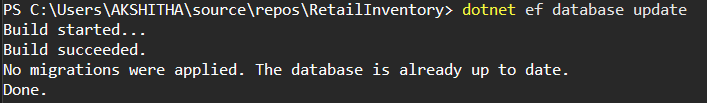 PS C:\Users\AKSHITHA\source\repos\RetailInventory> dotnet ef database update
Build started...
Build succeeded.
No migrations were applied. The database is already up to date.
Done.